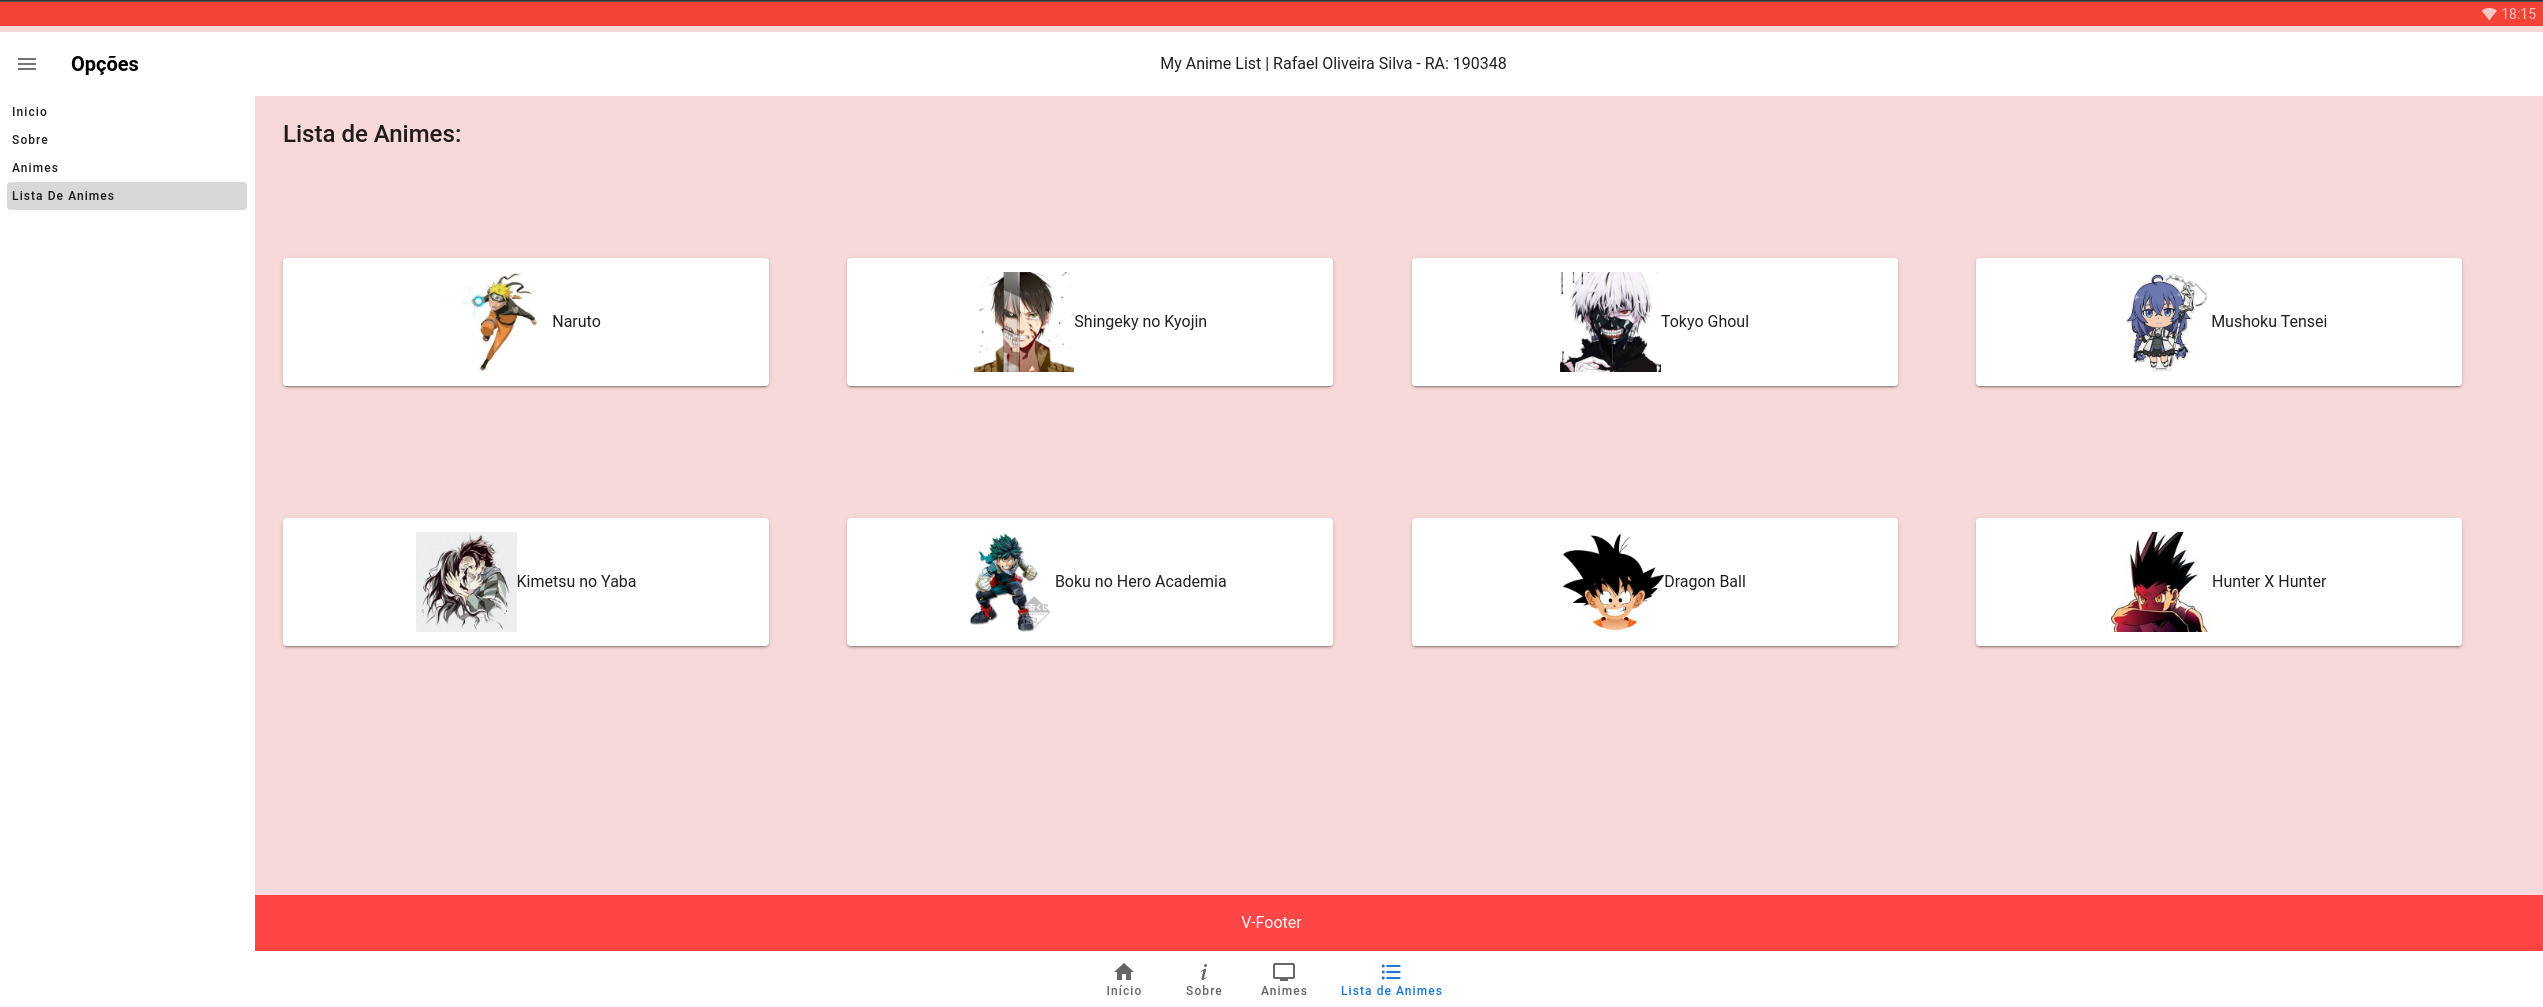 18:15
Opções
My Anime List | Rafael Oliveira Silva - RA: 190348
Inicio
Sobre
Animes
Lista De Animes
Lista de Animes:
Naruto
Shingeky no Kyojin
Tokyo Ghoul
Mushoku Tensei
Kimetsu no Yaba
Boku no Hero Academia
Dragon Ball
Hunter X Hunter
V-Footer
Início
Sobre
Animes
Lista de Animes